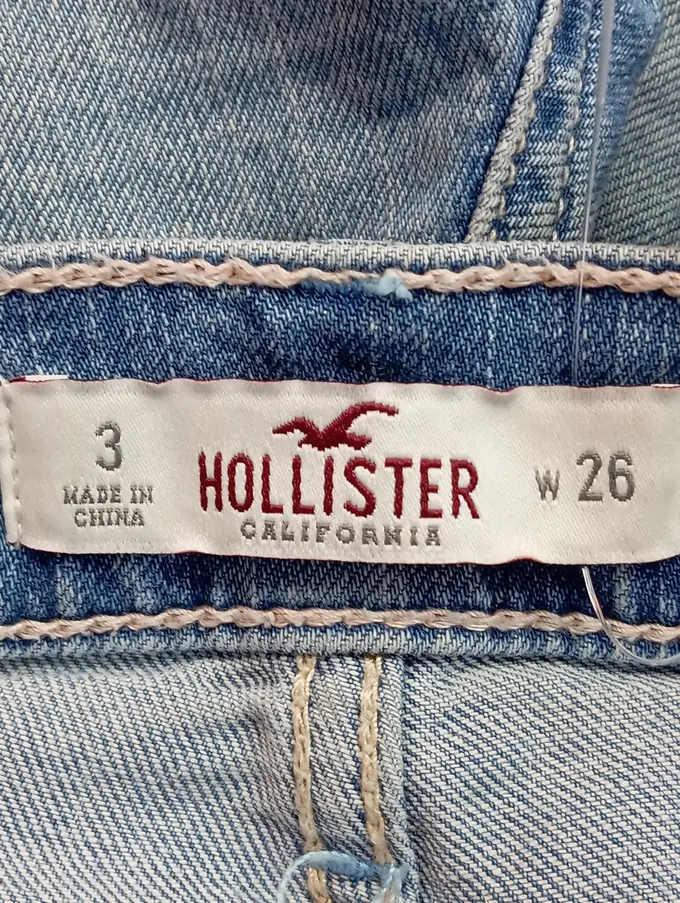 3
MADE IN
CHINA
HOLLISTER
CALIFORNIA
W 26